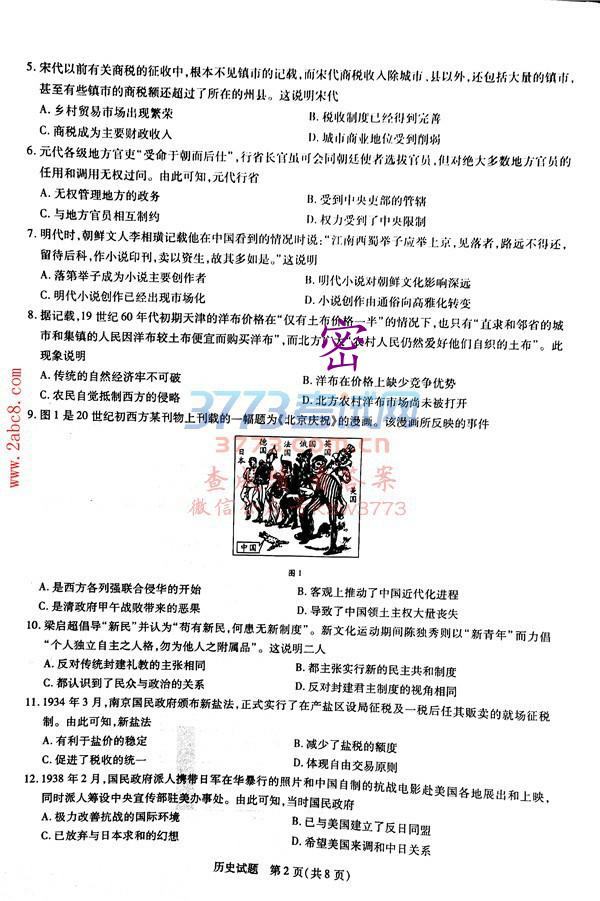 5. 宋代以前有关商税的征收中,根本不见镇市的记载,而宋代商税收入除城市、县以外,还包括大量的镇市,
甚至有些镇市的商税额还超过了所在的州县。这说明宋代
A. 乡村贸易市场出现繁荣 B. 税收制度已经得到完善
C. 商税成为主要财政收入 D. 城市商业地位受到削弱
6. 元代各级地方官吏“受命于朝而后仕”,行省长官虽可会同朝廷使者选拔官员,但对绝大多数地方官员的
任用和调用无权过问。由此可知,元代行省
A. 无权管理地方的政务 B. 受到中央吏部的管辖
C. 与地方官员相互制约 D. 权力受到了中央限制
7. 明代时,朝鲜文人李相璜记载他在中国看到的情况时说:“江南西蜀举子应举上京,见落者,路远不得还,
留待后科,作小说印刊,卖以资生,故其多如是。”这说明
A. 落第举子成为小说主要创作者 B. 明代小说对朝鲜文化影响深远
C. 明代小说创作已经出现市场化 D. 小说创作由通俗向高雅化转变
8. 据记载,19 世纪 60 年代初期天津的洋布价格在“仅有土布价格一半”的情况下,也只有“直隶和邻省的城
市和集镇的人民因洋布较土布便宜而购买洋布”,而北方广大“农村人民仍然爱好他们自织的土布”。此
现象说明
A. 传统的自然经济牢不可破 B. 洋布在价格上缺少竞争优势
C. 农民自觉抵制西方的侵略 D. 北方农村洋布市场尚未被打开
9. 图 1 是 20 世纪初西方某刊物上刊载的一幅题为《北京庆祝》的漫画。该漫画所反映的事件
日本 德国 法国 俄国 英国
美国
中国
图 1
A. 是西方各列强联合侵华的开始 B. 客观上推动了中国近代化进程
C. 是清政府甲午战败带来的恶果 D. 导致了中国领土主权大量丧失
10. 梁启超倡导“新民”并认为“苟有新民,何患无新制度”。新文化运动期间陈独秀则以“新青年”而力倡
“个人独立自主之人格,勿为他人之附属品”。这说明二人
A. 反对传统封建礼教的主张相同 B. 都主张实行新的民主共和制度
C. 都认识到了民众与政治的关系 D. 反对封建君主制度的视角相同
11. 1934 年 3 月,南京国民政府颁布新盐法,正式实行了在产盐区设局征税及一税后任其贩卖的就场征税
制。由此可知,新盐法
A. 有利于盐价的稳定 B. 减少了盐税的额度
C. 促进了税收的统一 D. 体现自由交易原则
12. 1938 年 2 月,国民政府派人携带日军在华暴行的照片和中国自制的抗战电影赴美国各地展出和上映,
同时派人筹设中央宣传部驻美办事处。由此可知,当时国民政府
A. 极力改善抗战的国际环境 B. 已与美国建立了反日同盟
C. 已放弃与日本求和的幻想 D. 希望美国来调和中日关系
历史试题 第 2 页(共 8 页)
密
www.2abc8.com
3773考试网
3773.com.cn